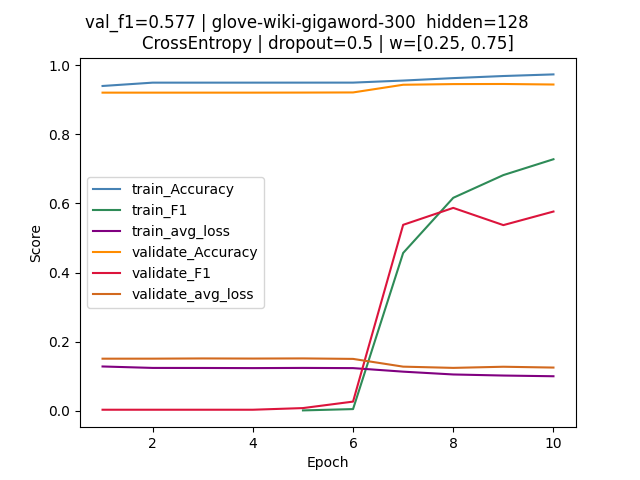 val_f1=0.577 | glove-wiki-gigaword-300  hidden=128
CrossEntropy | dropout=0.5 | w=[0.25, 0.75]
1.0
0.8
0.6
0.4
0.2
0.0
Score
train_Accuracy
train_F1
train_avg_loss
validate_Accuracy
validate_F1
validate_avg_loss
2 4 6 8 10
Epoch